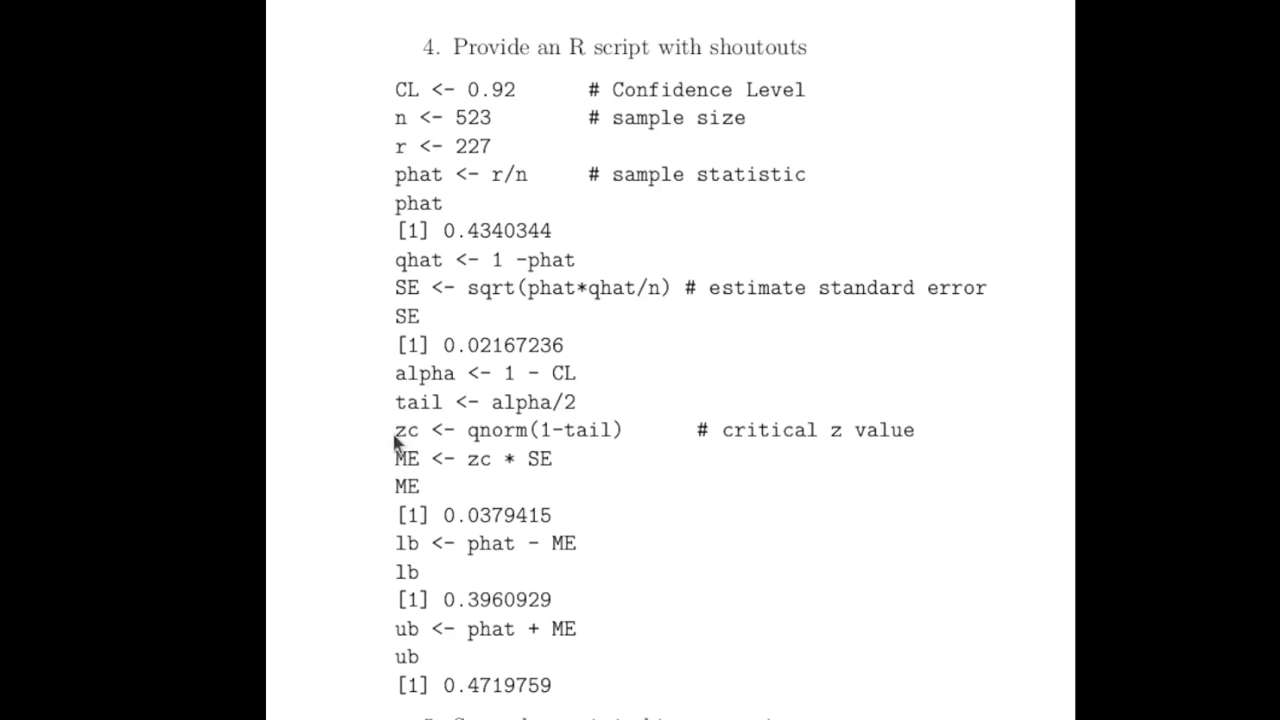 4. Provide an R script with shoutouts
CL <- 0.92      # Confidence Level
n <- 523        # sample size
r <- 227
phat <- r/n     # sample statistic
phat
[1] 0.4340344
qhat <- 1 -phat
SE <- sqrt(phat*qhat/n) # estimate standard error
SE
[1] 0.02167236
alpha <- 1 - CL
tail <- alpha/2
zc <- qnorm(1-tail)      # critical z value
ME <- zc * SE
ME
[1] 0.0379415
lb <- phat - ME
lb
[1] 0.3960929
ub <- phat + ME
ub
[1] 0.4719759